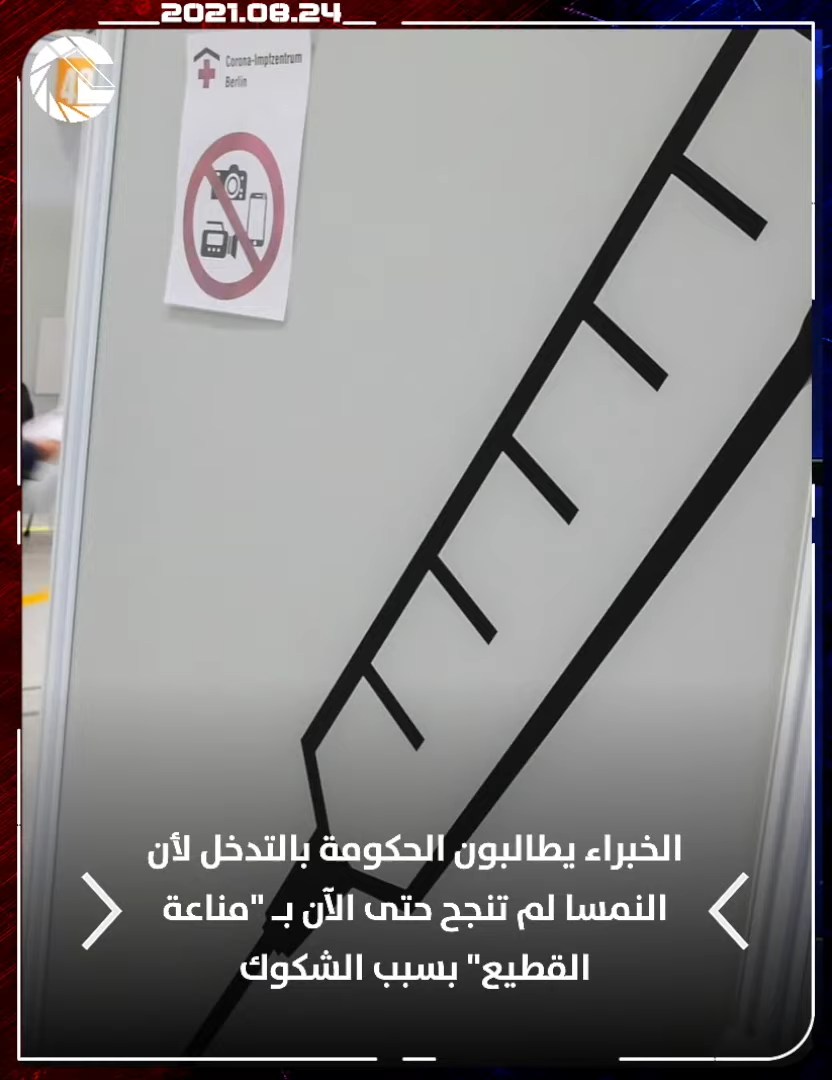 2021.08.24
Corona-Impfzentrum
Berlin
الخبراء يطالبون الحكومة بالتدخل لأن
النمسا لم تنجح حتى الآن بـ "مناعة
القطيع" بسبب الشكوك